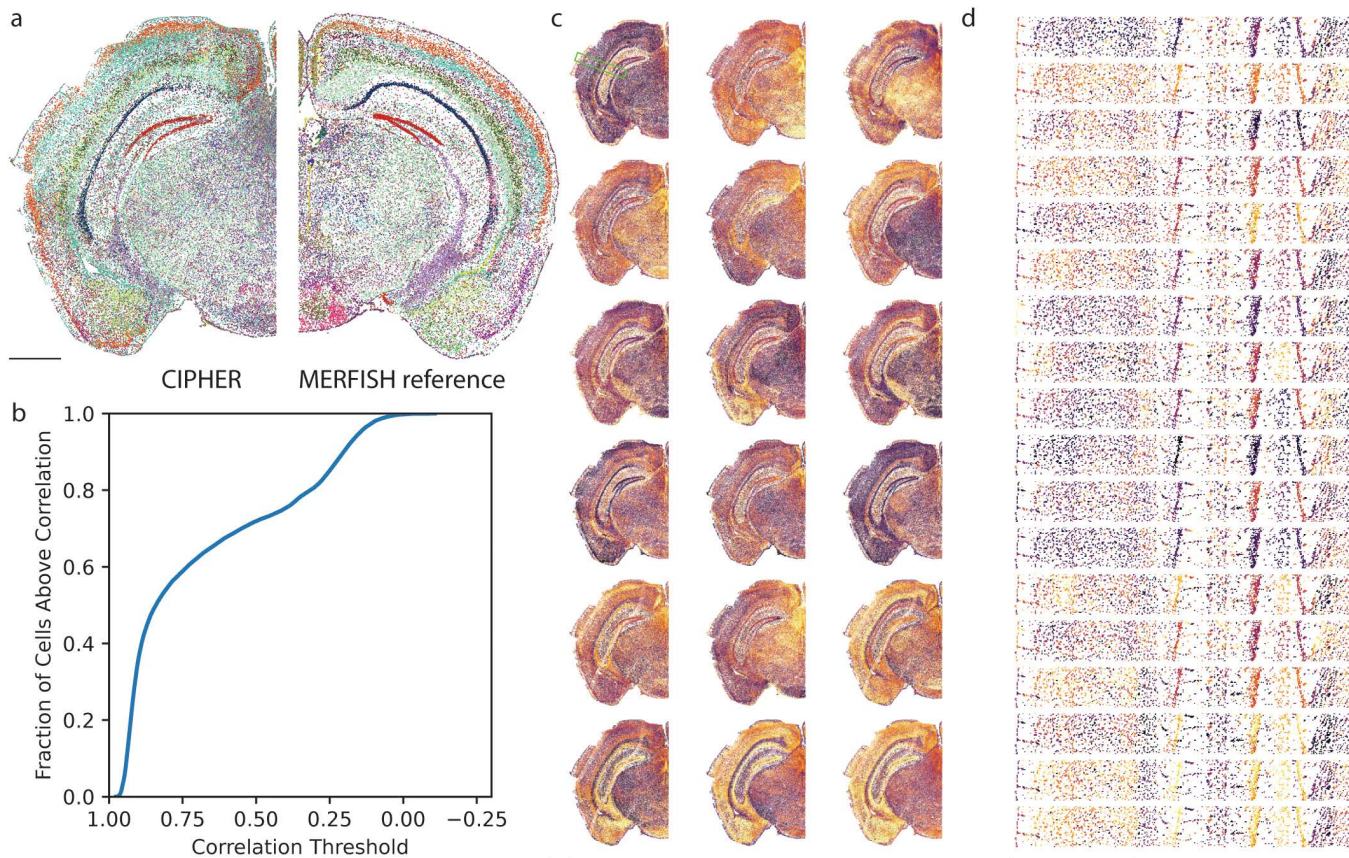 a
CIPHER
MERFISH reference
b
Fraction of Cells Above Correlation
1.0
0.8
0.6
0.4
0.2
0.0
1.00 0.75 0.50 0.25 0.00 −0.25
Correlation Threshold
c
d